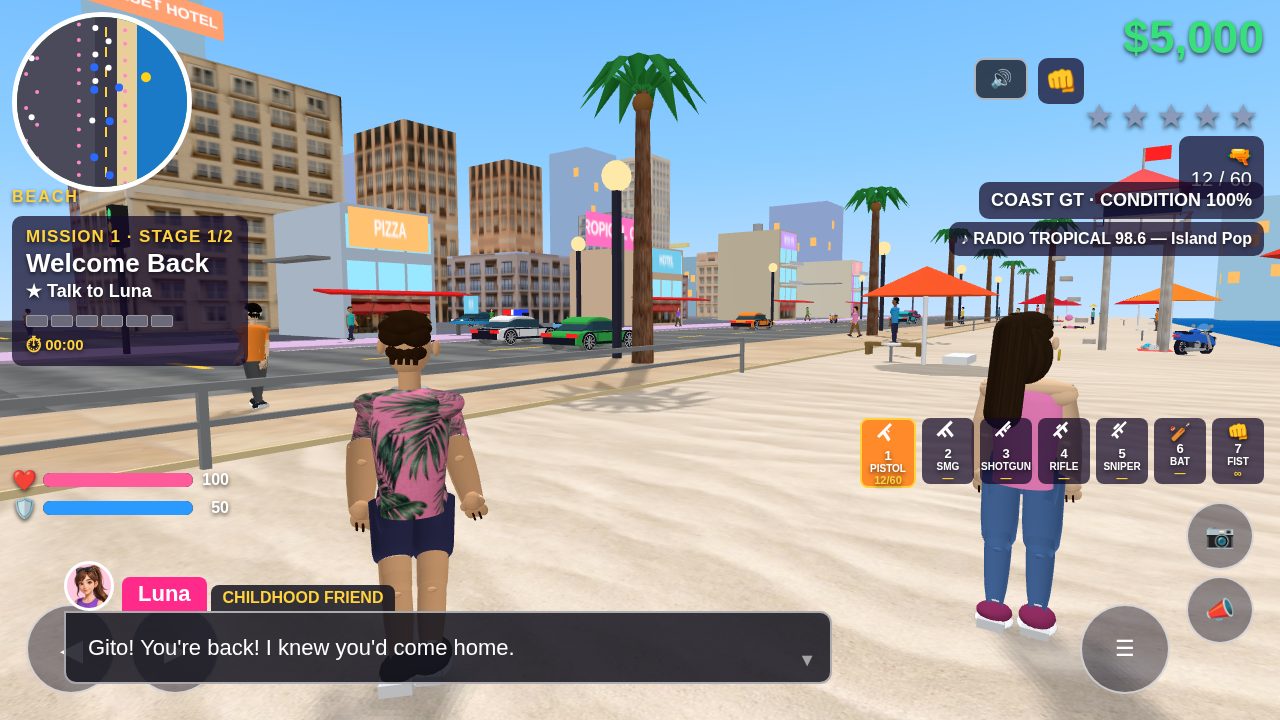 SET HOTEL
$5,000
BEACH
12 / 60
COAST GT · CONDITION 100%
♪ RADIO TROPICAL 98.6 — Island Pop
MISSION 1 · STAGE 1/2
Welcome Back
★ Talk to Luna
⏱ 00:00
PIZZA
HOTEL
1
PISTOL
12/60
2
SMG
—
3
SHOTGUN
—
4
RIFLE
—
5
SNIPER
—
6
BAT
—
7
FIST
∞
100
50
Luna
CHILDHOOD FRIEND
Gito! You're back! I knew you'd come home.